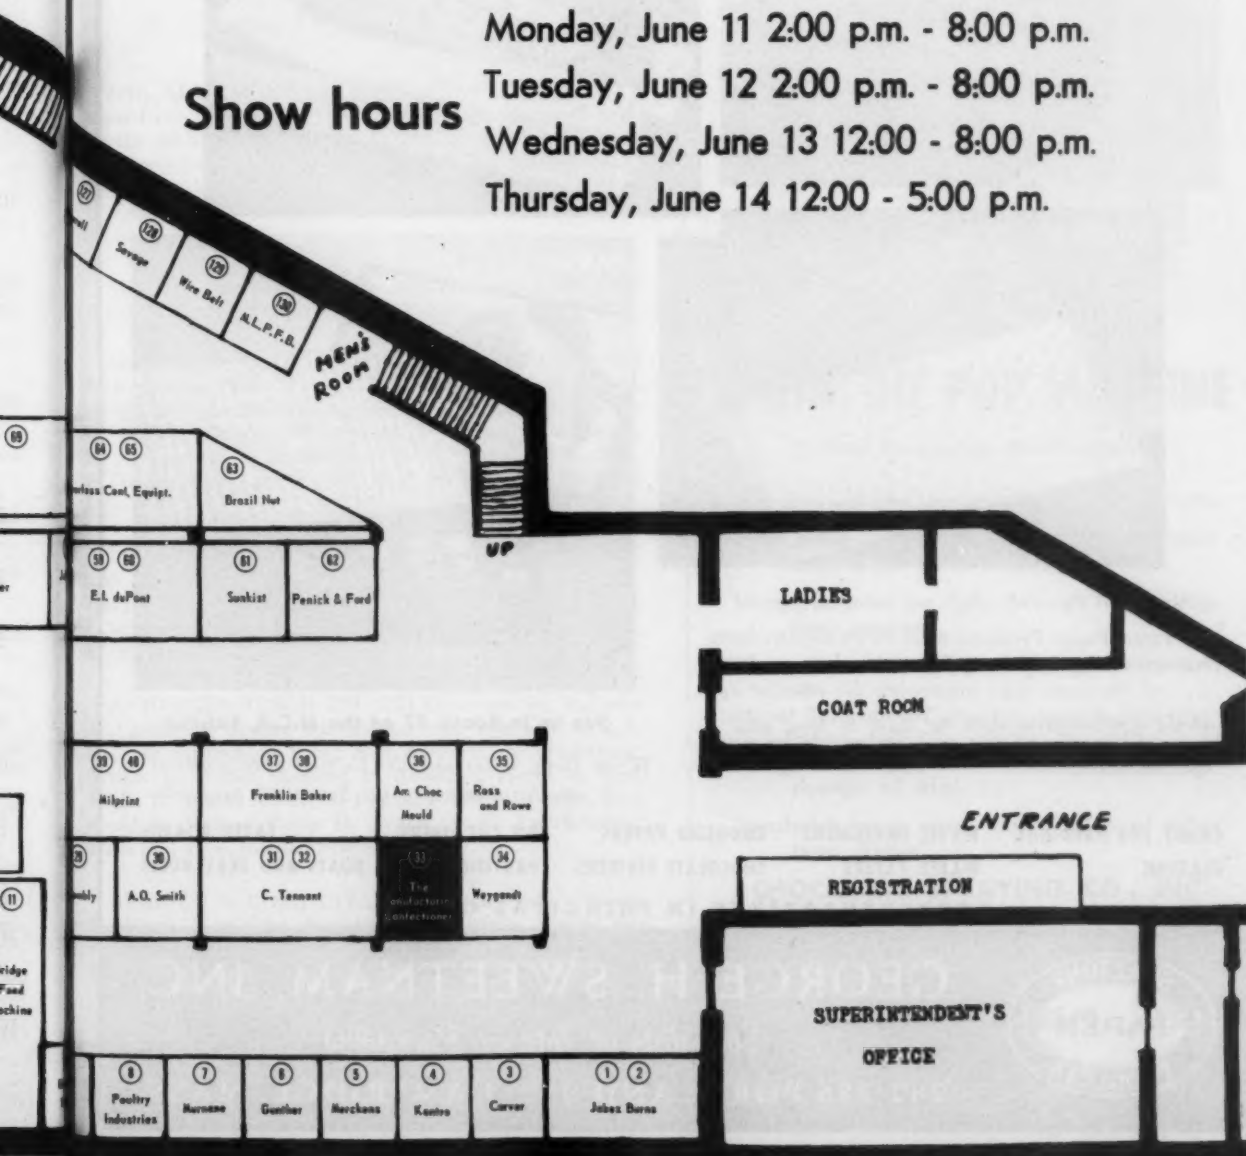 Monday, June 11 2:00 p.m. - 8:00 p.m.
Tuesday, June 12 2:00 p.m. - 8:00 p.m.
Show hours
Wednesday, June 13 12:00 - 8:00 p.m.
Thursday, June 14 12:00 - 5:00 p.m.
127
128
Savage
129
Wire Belt
130
N.L.P.F.B.
MEN'S
ROOM
UP
69
64 65
Cont. Equipt.
63
Brazil Nut
59 60
E.I. duPont
61
Sunkist
62
Penick & Ford
LADIES
COAT ROOM
39 40
Milprint
37 38
Franklin Baker
36
Am Choc
Mould
35
Ross
and Rowe
ENTRANCE
29
30
A.O. Smith
31 32
C. Tennant
33
The
34
Weygandt
REGISTRATION
11
SUPERINTENDENT'S
OFFICE
8
Poultry
Industries
7
Murnane
6
Gunther
5
Merckens
4
Kontro
3
Carver
1 2
Jabez Burns